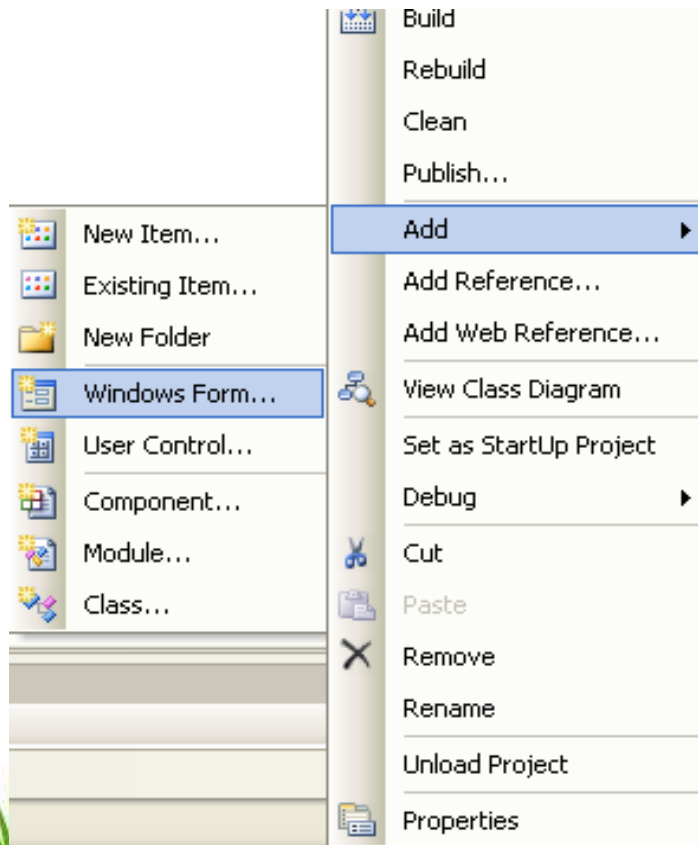 Build
Rebuild
Clean
Publish...
Add
Add Reference...
Add Web Reference...
View Class Diagram
Set as StartUp Project
Debug
Cut
Paste
Remove
Rename
Unload Project
Properties
New Item...
Existing Item...
New Folder
Windows Form...
User Control...
Component...
Module...
Class...